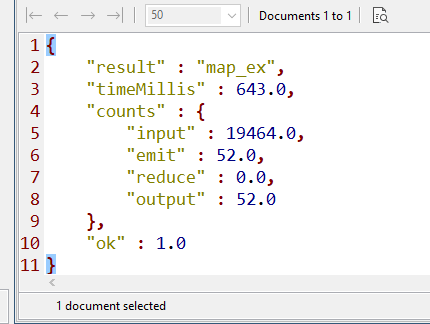 50 Documents 1 to 1
1 {
2 "result" : "map_ex",
3 "timeMillis" : 643.0,
4 "counts" : {
5 "input" : 19464.0,
6 "emit" : 52.0,
7 "reduce" : 0.0,
8 "output" : 52.0
9 },
10 "ok" : 1.0
11 }
1 document selected